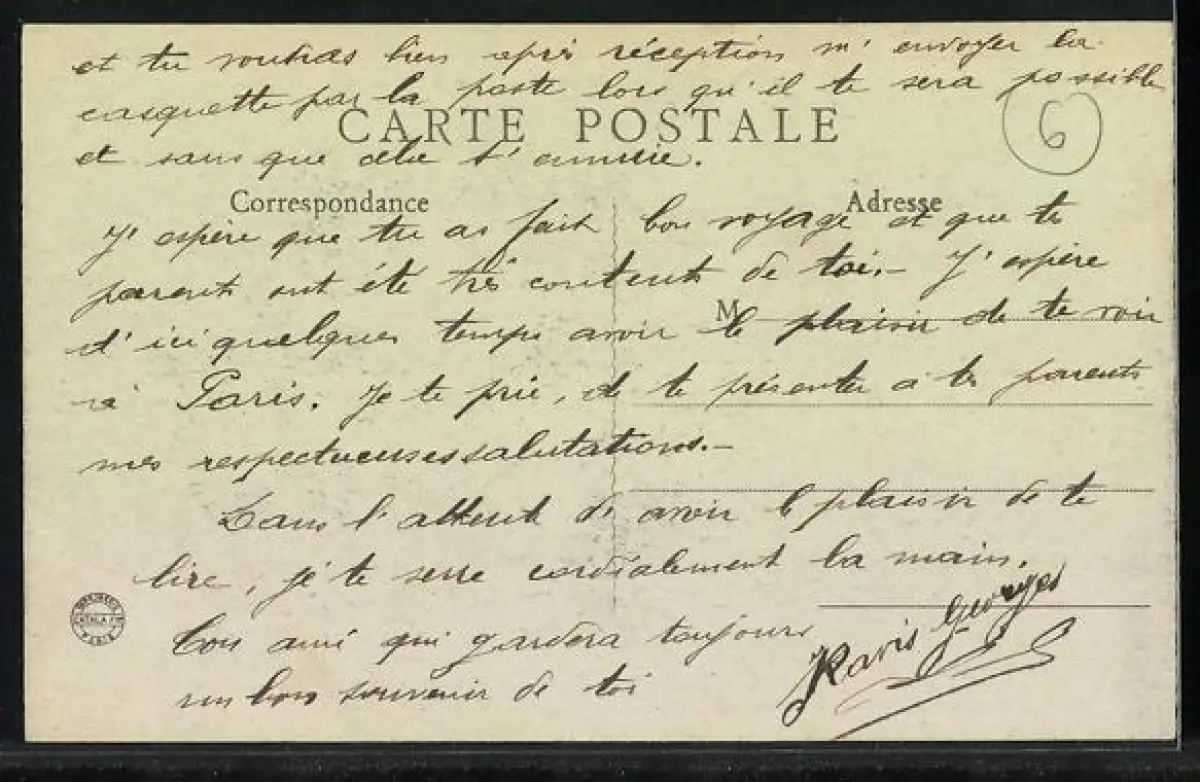 et tu voudras bien après réception m'envoyer la
casquette par la poste lors qu'il te sera possible
CARTE POSTALE
6
et sans que cela t'ennuie.
Correspondance
Adresse
J'espère que tu as fait bon voyage et que te
parents ont été très contents de toi.- J'espère
M
d'ici quelques temps avoir le plaisir de te voir
à Paris. Je te prie, de te présenter à tes parents
mes respectueuses salutations.-
Dans l'attente de avoir le plaisir de te
lire, je te serre cordialement la main.
Ton ami qui gardera toujours
un bon souvenir de toi
Georges